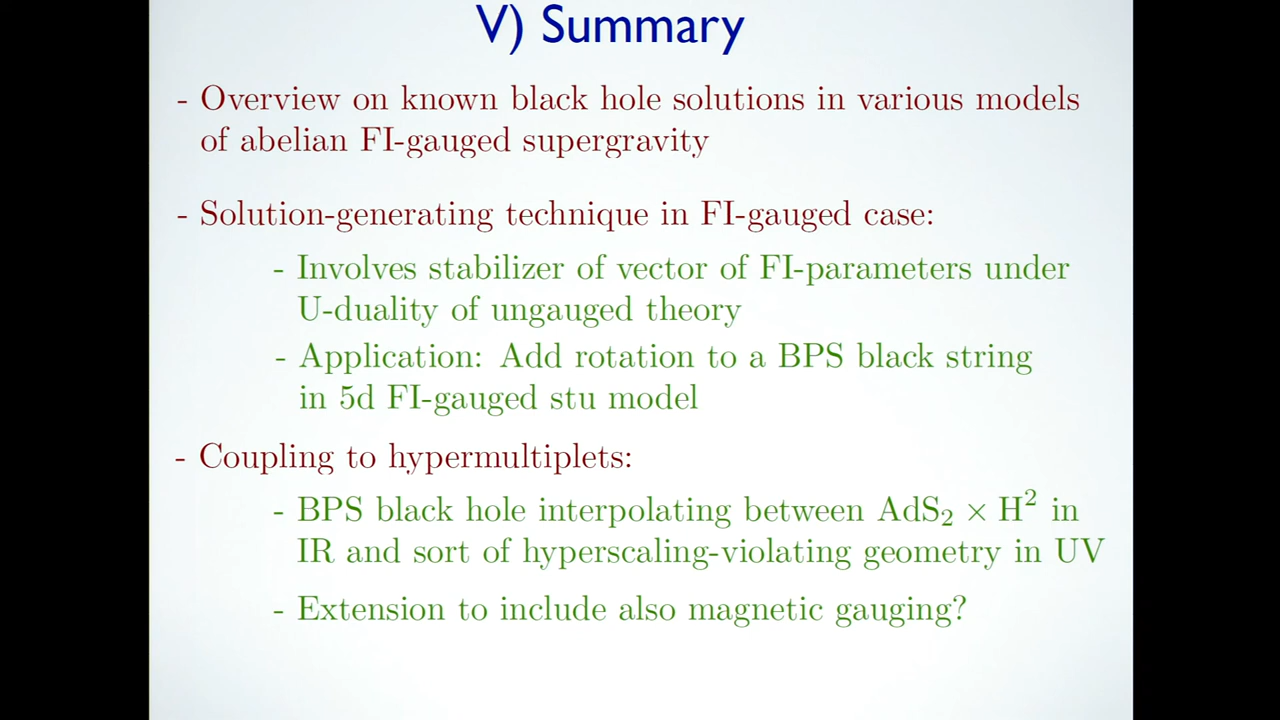 V) Summary
- Overview on known black hole solutions in various models
of abelian FI-gauged supergravity
- Solution-generating technique in FI-gauged case:
- Involves stabilizer of vector of FI-parameters under
U-duality of ungauged theory
- Application: Add rotation to a BPS black string
in 5d FI-gauged stu model
- Coupling to hypermultiplets:
- BPS black hole interpolating between AdS₂ × H² in
IR and sort of hyperscaling-violating geometry in UV
- Extension to include also magnetic gauging?